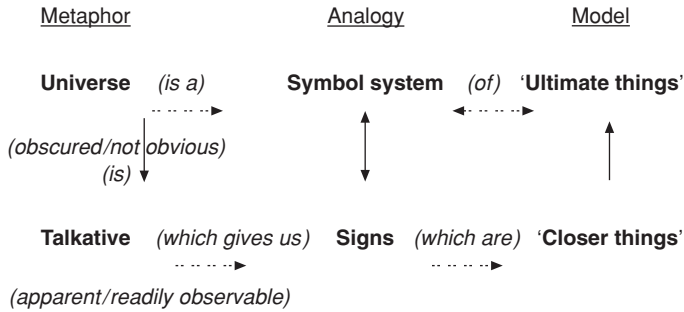 Metaphor Analogy Model
Universe (is a) Symbol system (of) ‘Ultimate things’
(obscured/not obvious)
(is)
Talkative (which gives us) Signs (which are) ‘Closer things’
(apparent/readily observable)